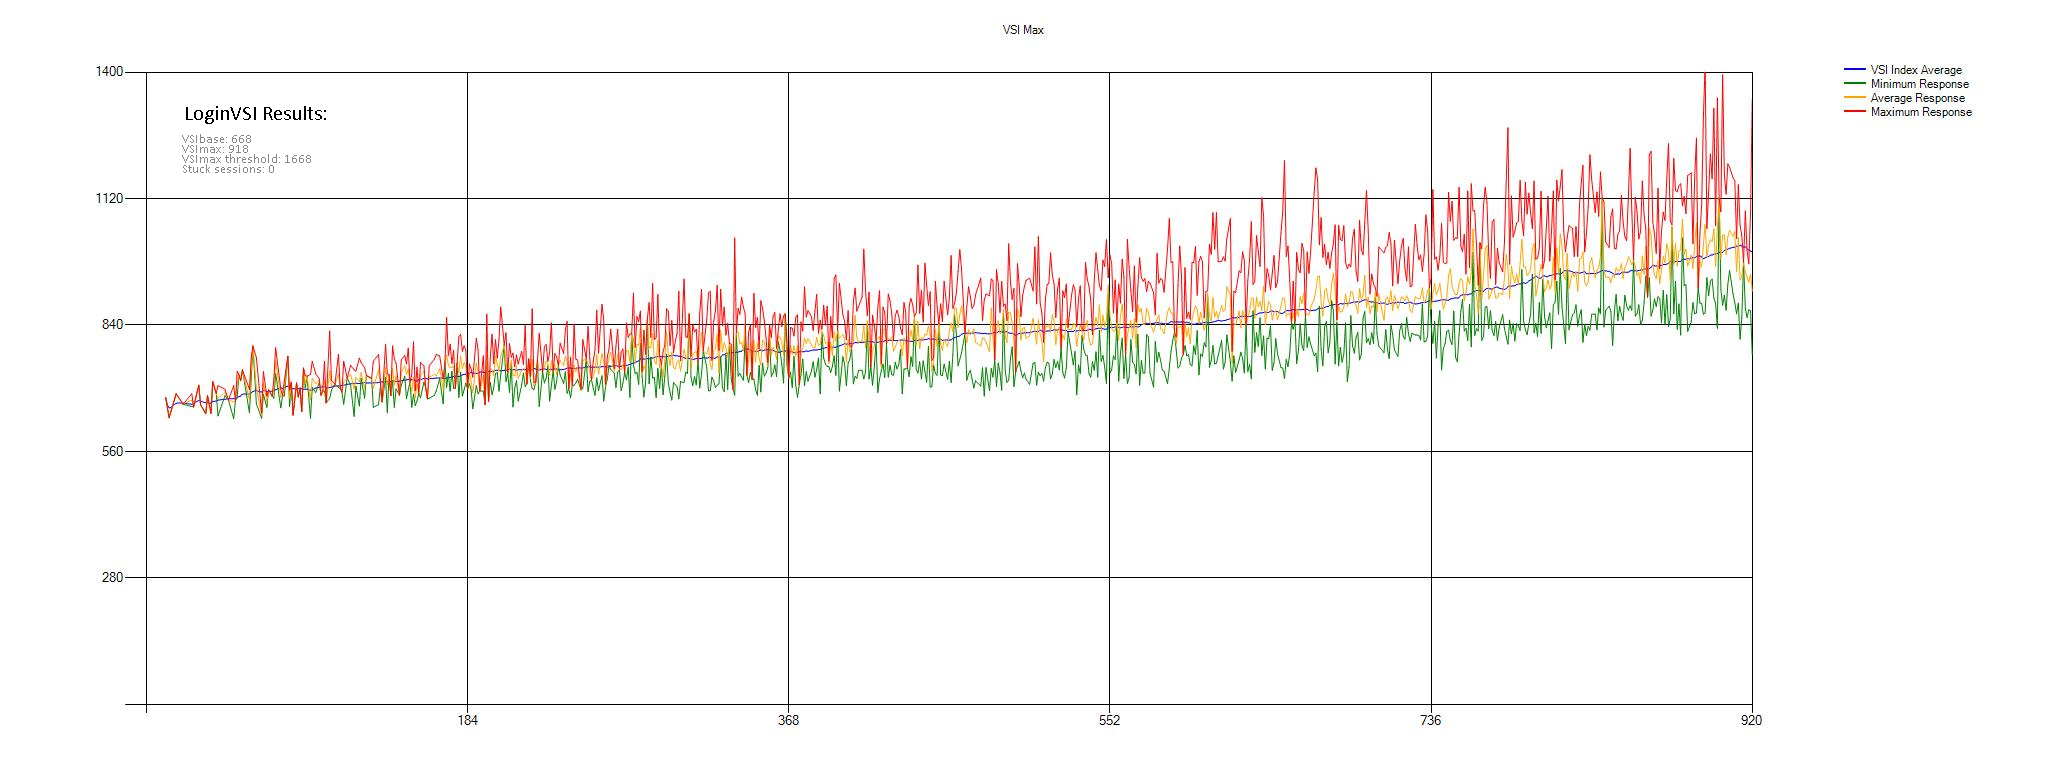 VSI Max
1400
1120
840
560
280
184
368
552
736
920
LoginVSI Results:
VSIbase: 668
VSImax: 918
VSImax threshold: 1668
Stuck sessions: 0
VSI Index Average
Minimum Response
Average Response
Maximum Response